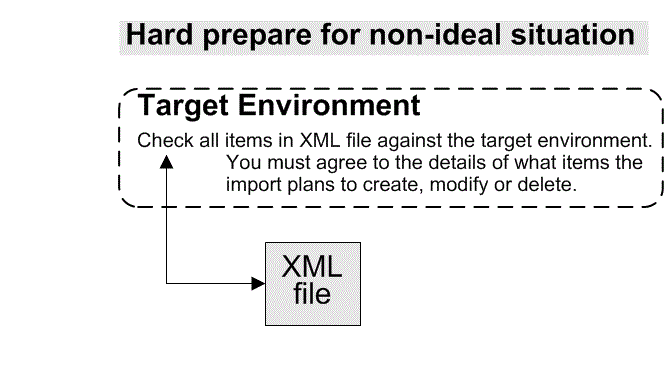 Hard prepare for non-ideal situation
Target Environment
Check all items in XML file against the target environment.
You must agree to the details of what items the
import plans to create, modify or delete.
XML
file